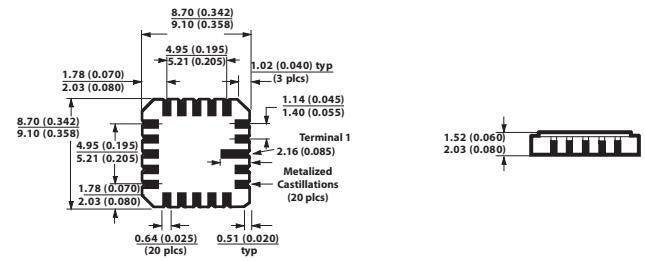 8.70 (0.342)
9.10 (0.358)
4.95 (0.195)
5.21 (0.205)
1.02 (0.040) typ
(3 plcs)
1.78 (0.070)
2.03 (0.080)
1.14 (0.045)
1.40 (0.055)
8.70 (0.342)
9.10 (0.358)
Terminal 1
4.95 (0.195)
5.21 (0.205)
2.16 (0.085)
Metalized
Castillations
(20 plcs)
1.78 (0.070)
2.03 (0.080)
0.64 (0.025)
(20 plcs)
0.51 (0.020)
typ
1.52 (0.060)
2.03 (0.080)